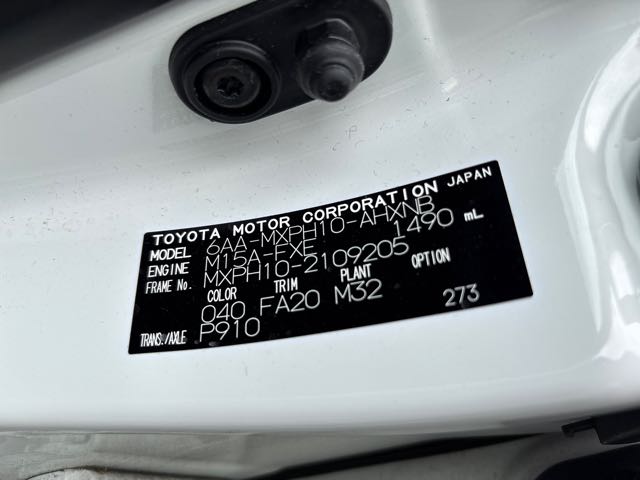 TOYOTA MOTOR CORPORATION JAPAN
MODEL 6AA-MXPH10-AHXNB
ENGINE M15A-FXE 1490 mL
FRAME No. MXPH10-2109205
COLOR TRIM PLANT OPTION
040 FA20 M32
TRANS./AXLE P910 273